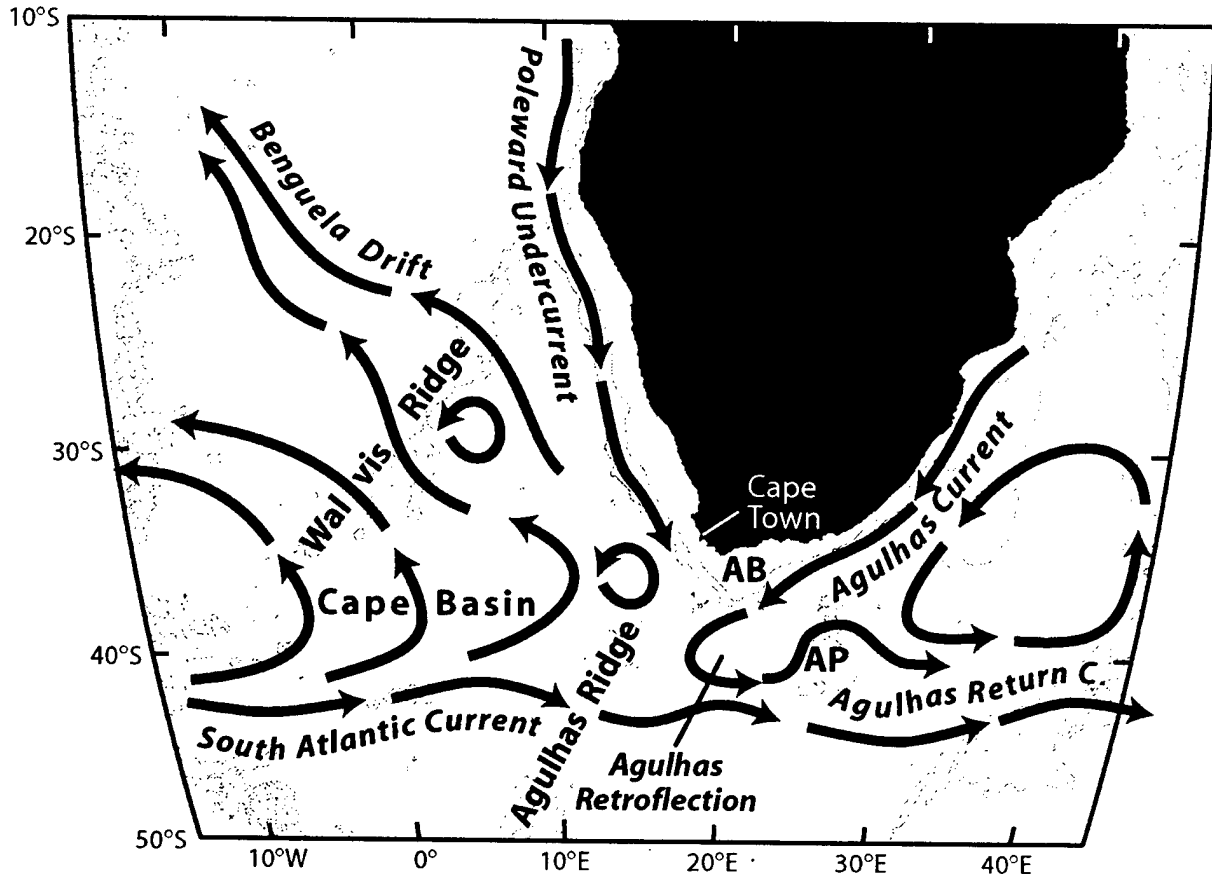 10°S
20°S
30°S
40°S
50°S
Poleward Undercurrent
Benguela Drift
Walvis Ridge
Cape Basin
South Atlantic Current
Agulhas Ridge
Agulhas
Retroflection
Cape
Town
AB
Agulhas Current
AP
Agulhas Return C.
10°W
0°
10°E
20°E
30°E
40°E